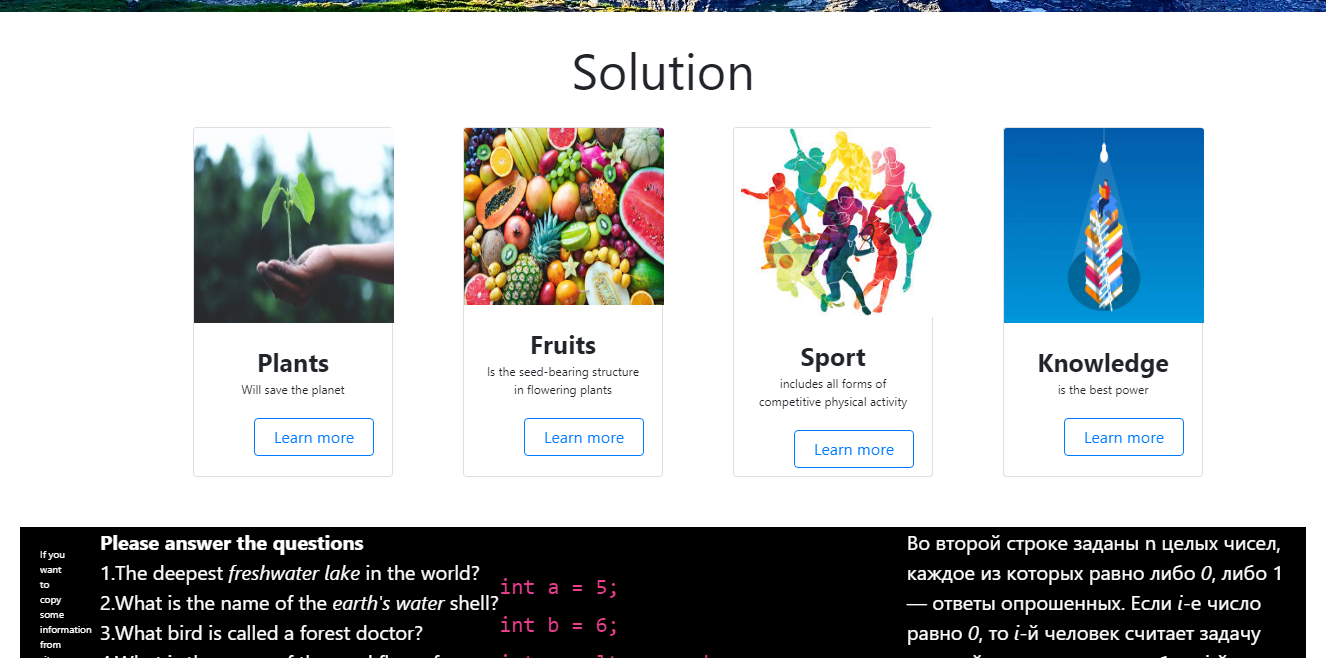 Solution
Plants
Will save the planet
Learn more
Fruits
Is the seed-bearing structure
in flowering plants
Learn more
Sport
includes all forms of
competitive physical activity
Learn more
Knowledge
is the best power
Learn more
If you
want
to
copy
some
information
from
Please answer the questions
1.The deepest freshwater lake in the world?
2.What is the name of the earth's water shell?
3.What bird is called a forest doctor?
int a = 5;
int b = 6;
Во второй строке заданы n целых чисел,
каждое из которых равно либо 0, либо 1
— ответы опрошенных. Если i-е число
равно 0, то i-й человек считает задачу